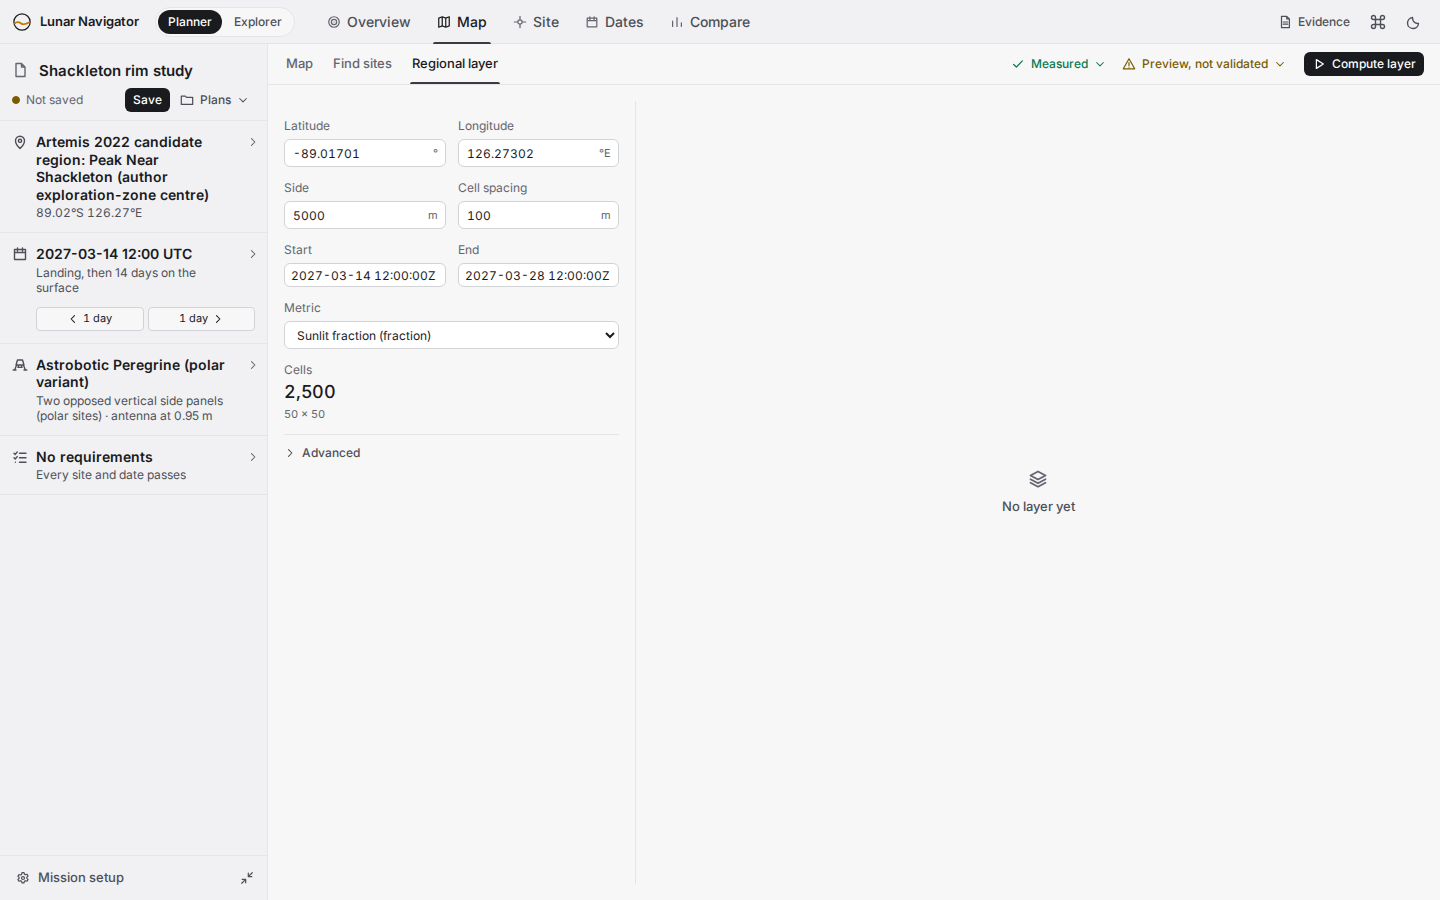 Lunar Navigator
Planner
Explorer
Overview
Map
Site
Dates
Compare
Evidence
Shackleton rim study
Not saved
Save
Plans
Artemis 2022 candidate
region: Peak Near
Shackleton (author
exploration-zone centre)
89.02°S 126.27°E
2027-03-14 12:00 UTC
Landing, then 14 days on the
surface
1 day
1 day
Astrobotic Peregrine (polar
variant)
Two opposed vertical side panels
(polar sites) · antenna at 0.95 m
No requirements
Every site and date passes
Mission setup
Map
Find sites
Regional layer
Measured
Preview, not validated
Compute layer
Latitude
Longitude
-89.01701 °
126.27302 °E
Side
Cell spacing
5000 m
100 m
Start
End
2027-03-14 12:00:00Z
2027-03-28 12:00:00Z
Metric
Sunlit fraction (fraction)
Cells
2,500
50 × 50
Advanced
No layer yet